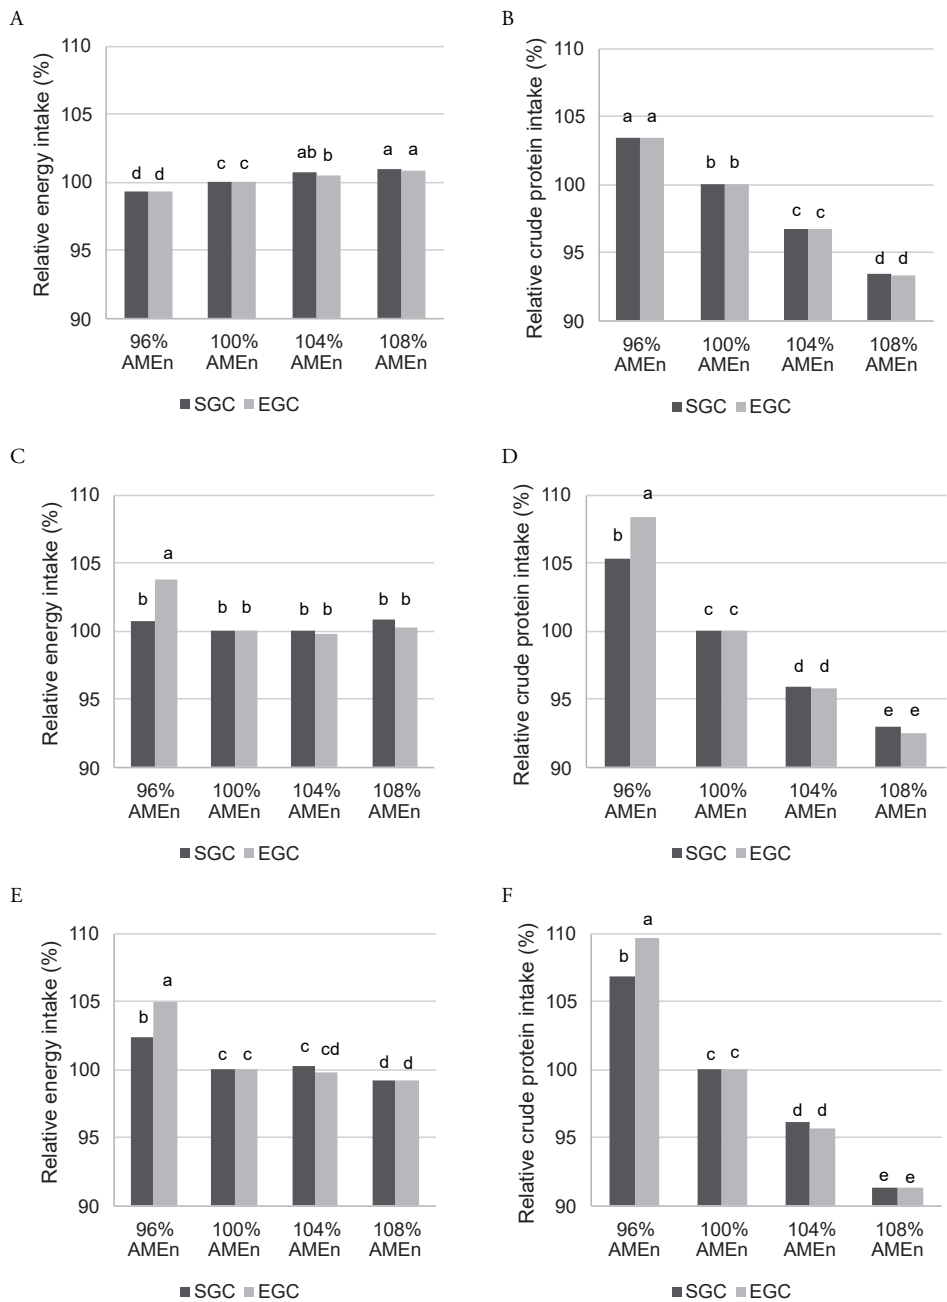 A
Relative energy intake (%)
110
105
100
95
90
d d
c c
ab b
a a
96% AMEn
100% AMEn
104% AMEn
108% AMEn
SGC EGC
B
Relative crude protein intake (%)
110
105
100
95
90
a a
b b
c c
d d
96% AMEn
100% AMEn
104% AMEn
108% AMEn
SGC EGC
C
Relative energy intake (%)
110
105
100
95
90
b a
b b
b b
b b
96% AMEn
100% AMEn
104% AMEn
108% AMEn
SGC EGC
D
Relative crude protein intake (%)
110
105
100
95
90
b a
c c
d d
e e
96% AMEn
100% AMEn
104% AMEn
108% AMEn
SGC EGC
E
Relative energy intake (%)
110
105
100
95
90
b a
c c
c cd
d d
96% AMEn
100% AMEn
104% AMEn
108% AMEn
SGC EGC
F
Relative crude protein intake (%)
110
105
100
95
90
b a
c c
d d
e e
96% AMEn
100% AMEn
104% AMEn
108% AMEn
SGC EGC